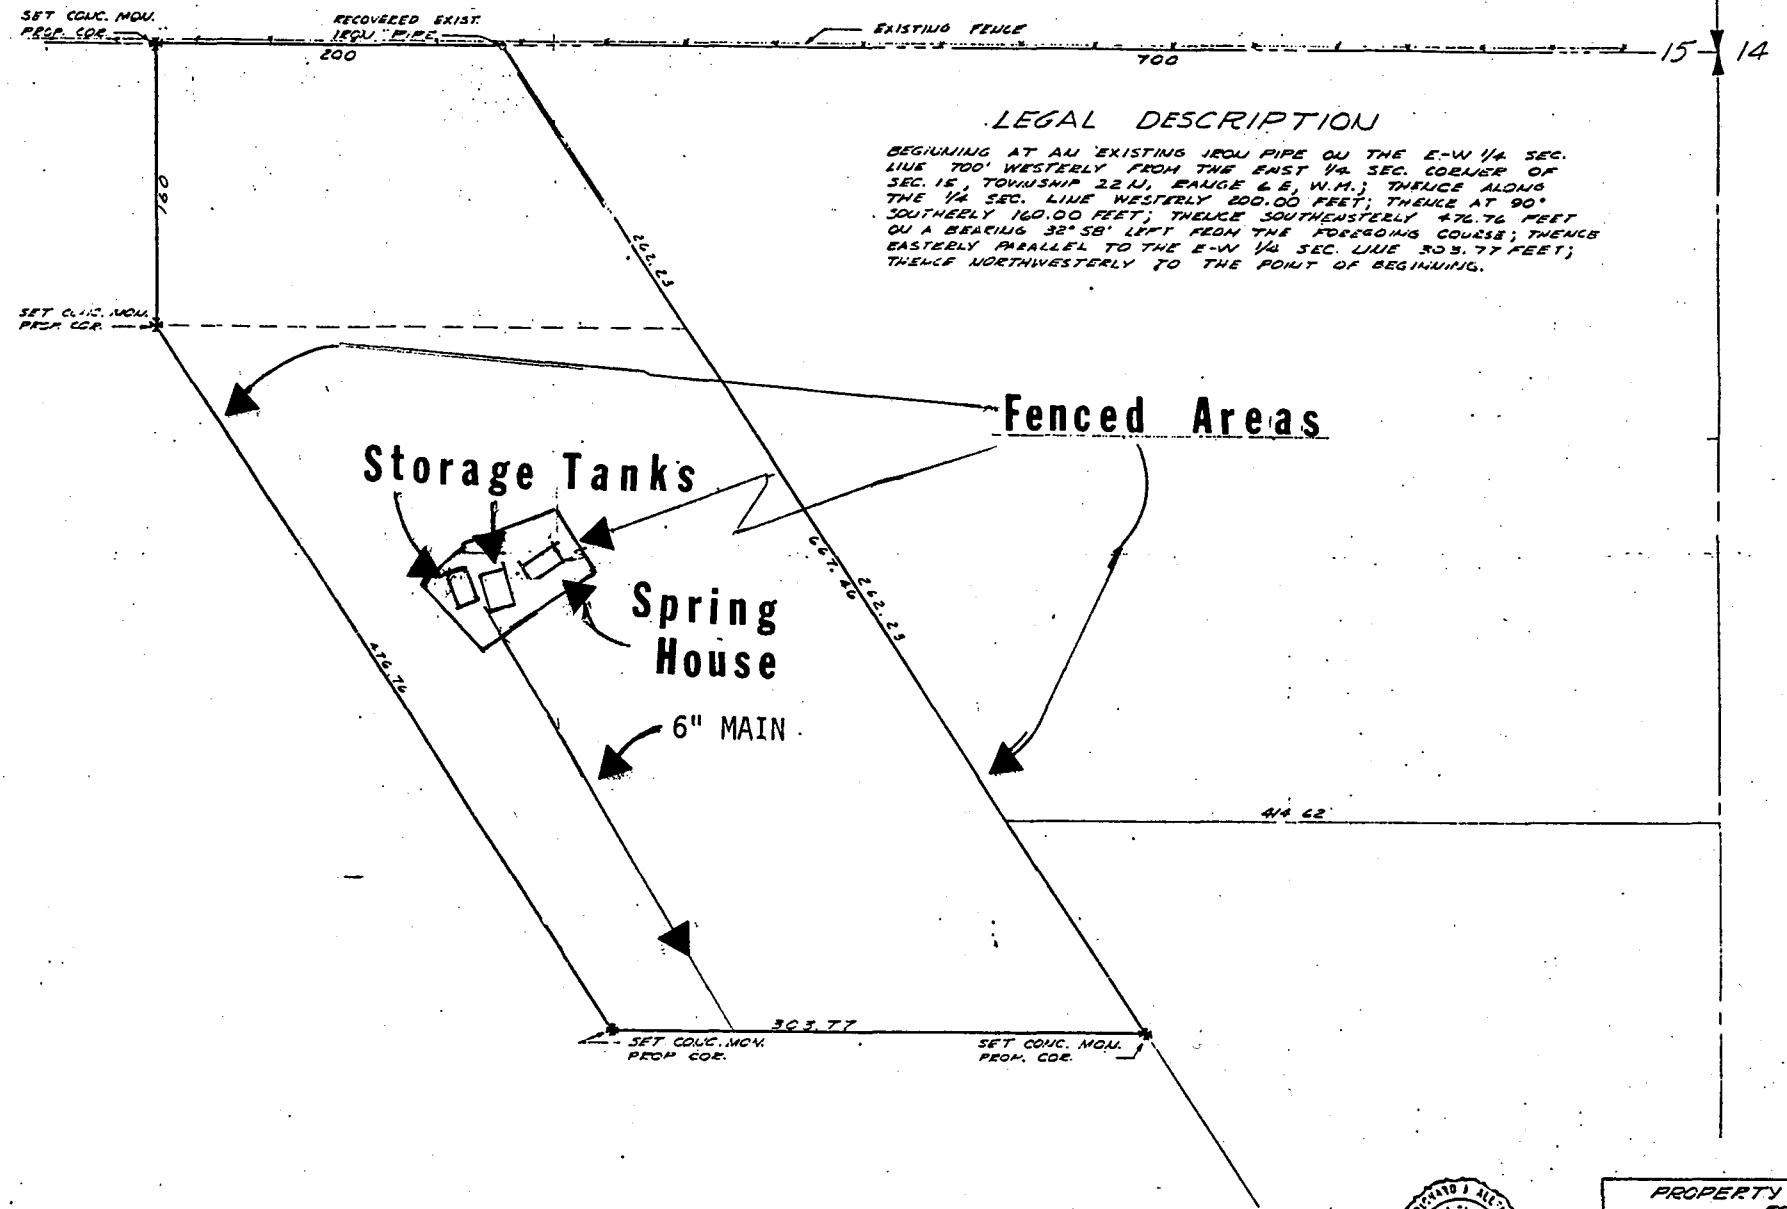 SET CONC. MON.
PROP. COR.
RECOVERED EXIST.
IRON PIPE
200
EXISTING FENCE
700
15
14
LEGAL DESCRIPTION
BEGINNING AT AN EXISTING IRON PIPE ON THE E-W 1/4 SEC.
LINE 700' WESTERLY FROM THE EAST 1/4 SEC. CORNER OF
SEC. 15, TOWNSHIP 22 N, RANGE 6 E, W.M.; THENCE ALONG
THE 1/4 SEC. LINE WESTERLY 200.00 FEET; THENCE AT 90°
SOUTHERLY 160.00 FEET; THENCE SOUTHEASTERLY 476.76 FEET
ON A BEARING 32° 58' LEFT FROM THE FOREGOING COURSE; THENCE
EASTERLY PARALLEL TO THE E-W 1/4 SEC. LINE 303.77 FEET;
THENCE NORTHWESTERLY TO THE POINT OF BEGINNING.
160
262.23
SET CONC. MON.
PROP. COR.
Fenced Areas
Storage Tanks
667.46
262.23
Spring
House
476.76
6" MAIN
414.62
303.77
SET CONC. MON.
PROP COR.
SET CONC. MON.
PROP. COR.
PROPERTY